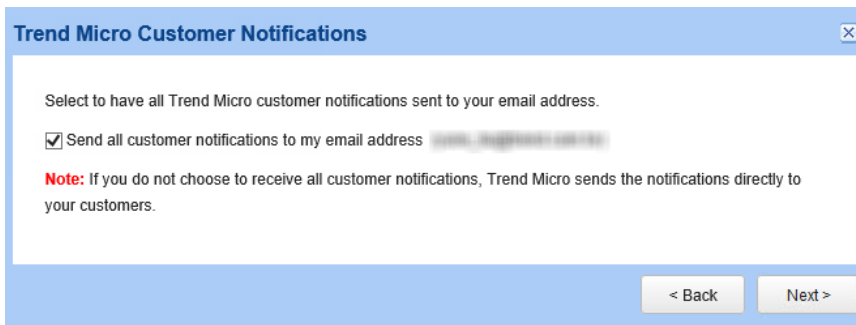 Trend Micro Customer Notifications
Select to have all Trend Micro customer notifications sent to your email address.
Send all customer notifications to my email address
Note: If you do not choose to receive all customer notifications, Trend Micro sends the notifications directly to
your customers.
< Back
Next >